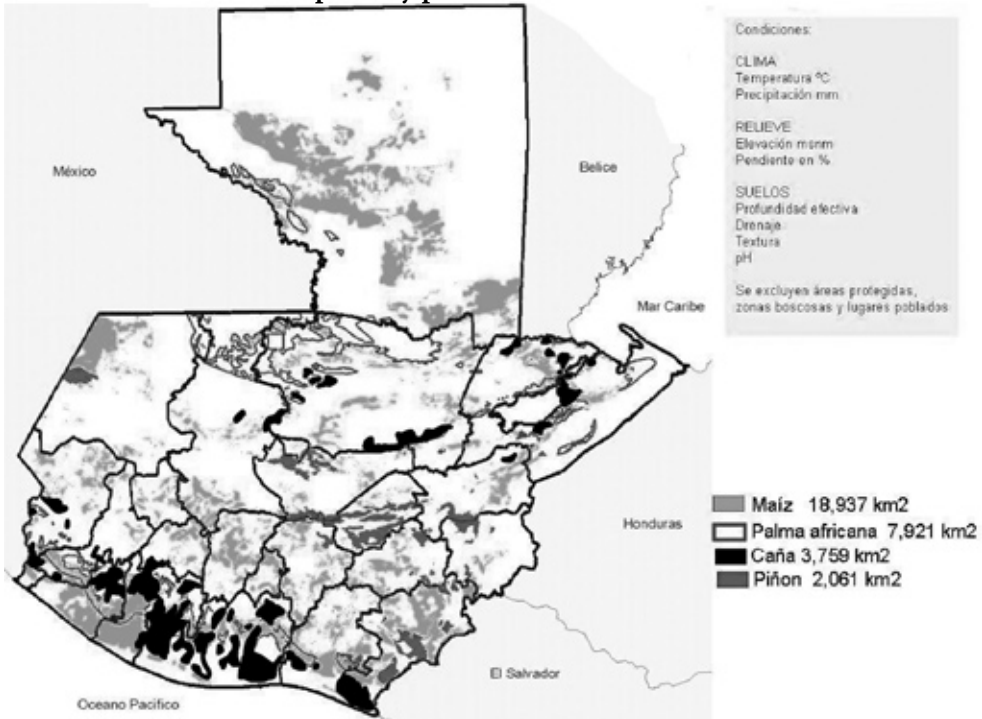 Condiciones:
CLIMA
Temperatura ºC
Precipitación mm.
RELIEVE
Elevación msnm
Pendiente en %
SUELOS
Profundidad efectiva
Drenaje
Textura
pH
Se excluyen áreas protegidas,
zonas boscosas y lugares poblados
México
Belice
Mar Caribe
Honduras
El Salvador
Oceano Pacífico
Maíz 18,937 km2
Palma africana 7,921 km2
Caña 3,759 km2
Piñon 2,061 km2